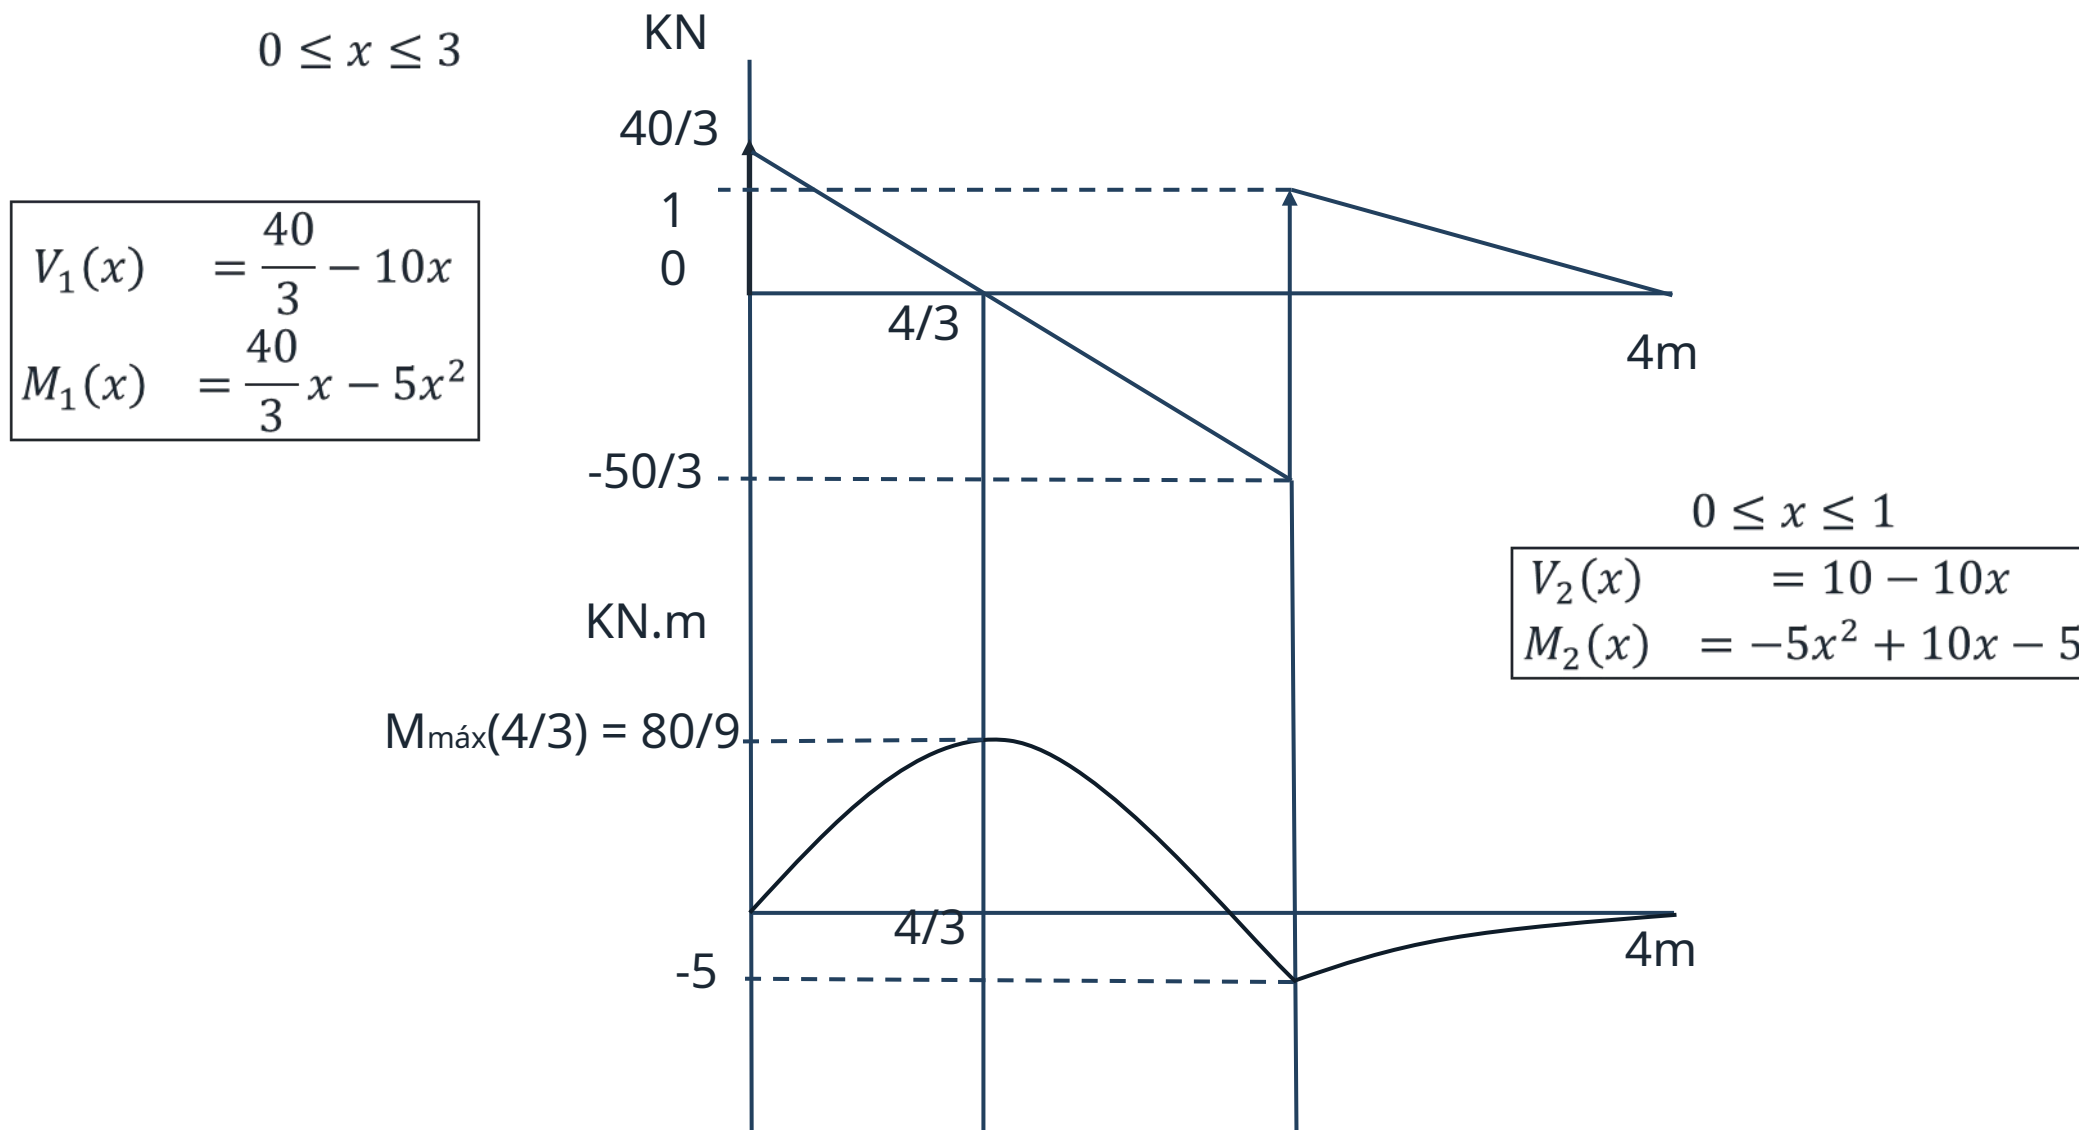 KN
0 ≤ x ≤ 3
40/3
1
0
V₁(x) = 40/3 − 10x
M₁(x) = 40/3 x − 5x²
4/3
4m
-50/3
0 ≤ x ≤ 1
V₂(x) = 10 − 10x
M₂(x) = −5x² + 10x − 5
KN.m
Mmáx(4/3) = 80/9
4/3
4m
-5